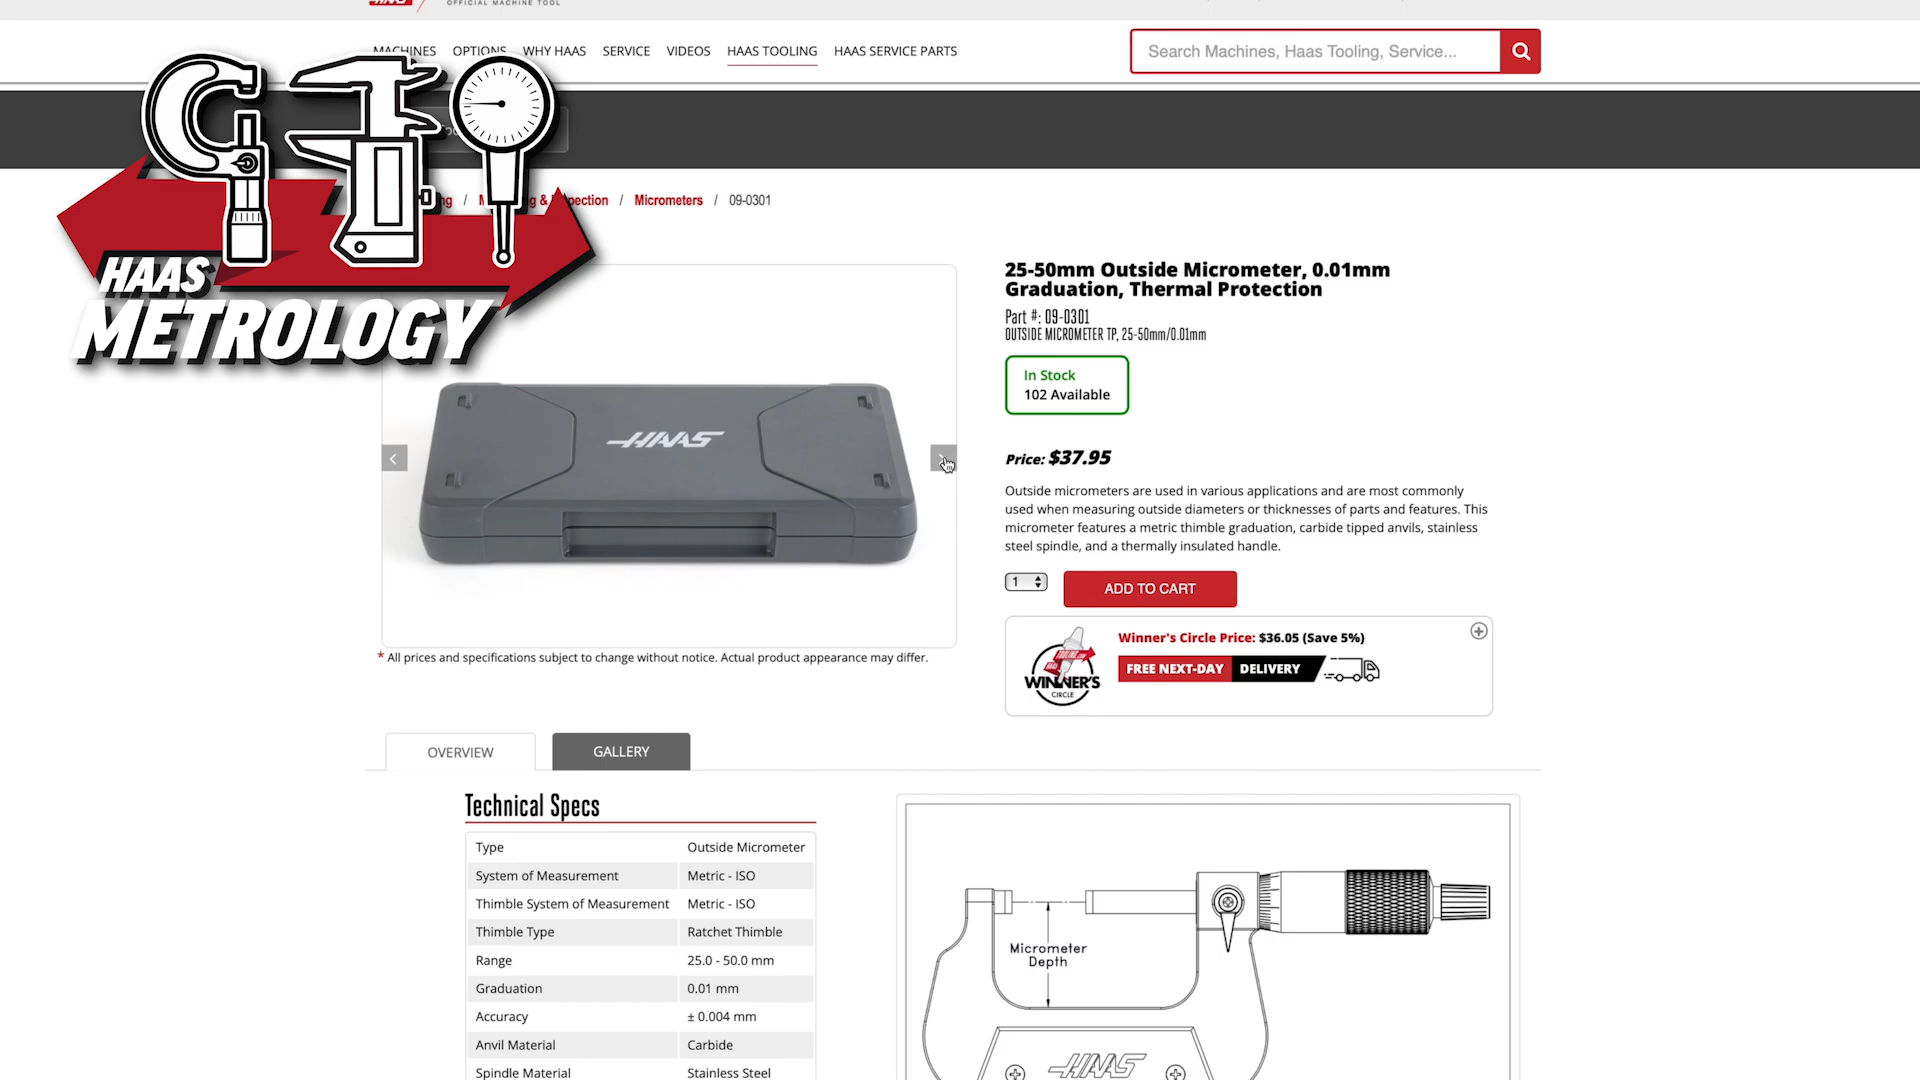 HAAS
OFFICIAL MACHINE TOOL
MACHINES OPTIONS WHY HAAS SERVICE VIDEOS HAAS TOOLING HAAS SERVICE PARTS
Search Machines, Haas Tooling, Service...
/ / Micrometers / 09-0301
HAAS
METROLOGY
25-50mm Outside Micrometer, 0.01mm
Graduation, Thermal Protection
Part #: 09-0301
OUTSIDE MICROMETER TP, 25-50mm/0.01mm
In Stock
102 Available
HAAS
Price: $37.95
Outside micrometers are used in various applications and are most commonly
used when measuring outside diameters or thicknesses of parts and features. This
micrometer features a metric thimble graduation, carbide tipped anvils, stainless
steel spindle, and a thermally insulated handle.
1
ADD TO CART
WINNER'S
CIRCLE
Winner's Circle Price: $36.05 (Save 5%)
FREE NEXT-DAY DELIVERY
* All prices and specifications subject to change without notice. Actual product appearance may differ.
OVERVIEW GALLERY
Technical Specs
Type Outside Micrometer
System of Measurement Metric - ISO
Thimble System of Measurement Metric - ISO
Thimble Type Ratchet Thimble
Range 25.0 - 50.0 mm
Graduation 0.01 mm
Accuracy ± 0.004 mm
Anvil Material Carbide
Spindle Material Stainless Steel
Micrometer
Depth
HAAS